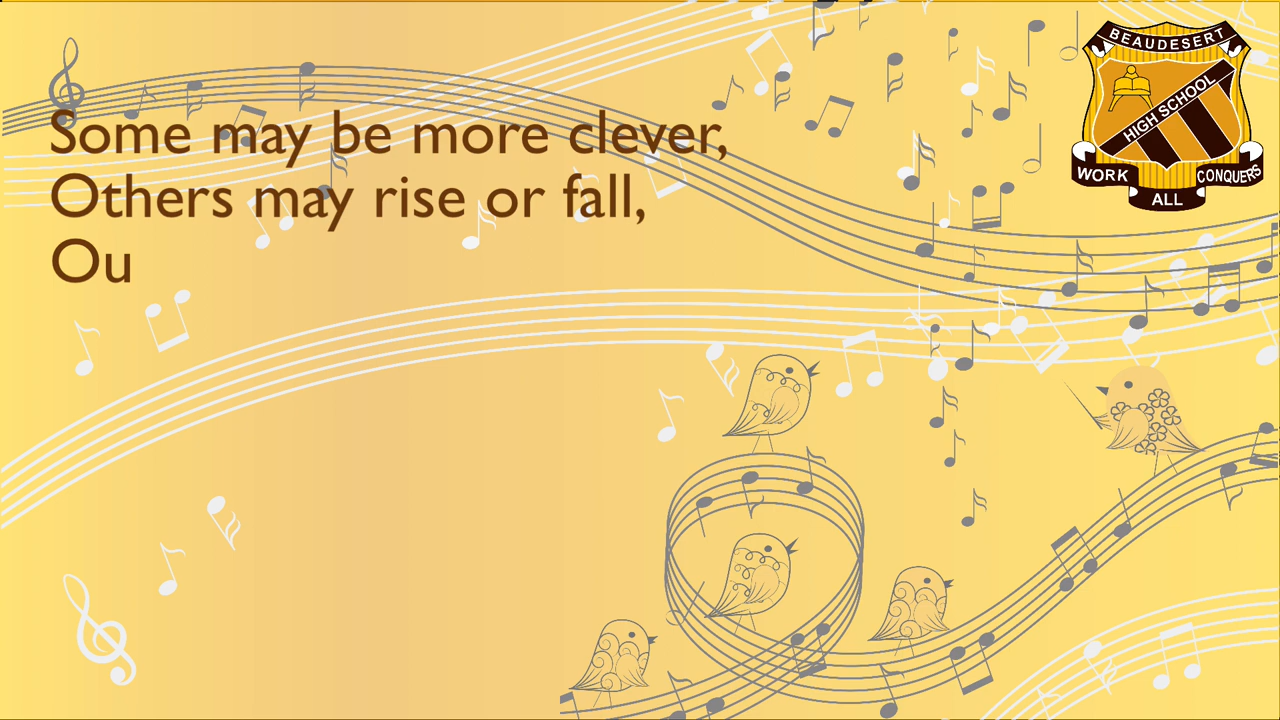 Some may be more clever,
Others may rise or fall,
Ou
BEAUDESERT
HIGH SCHOOL
WORK
ALL
CONQUERS